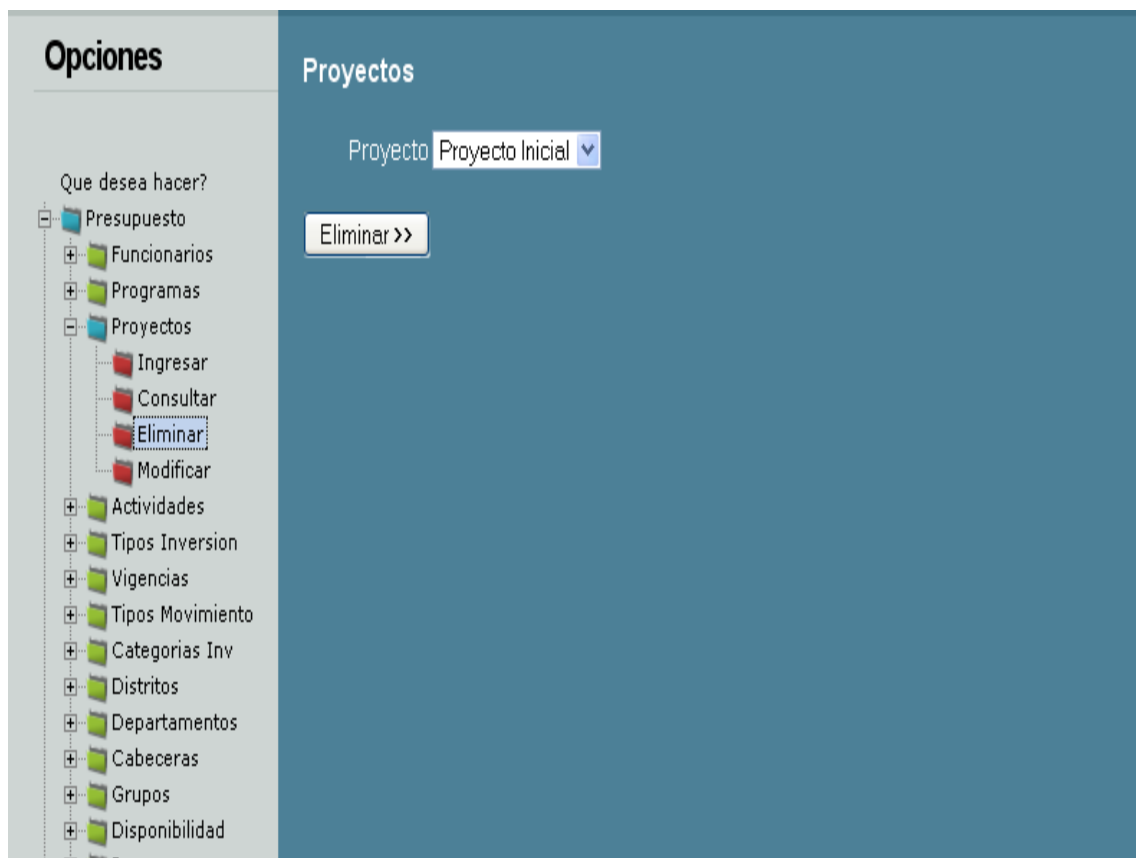 Opciones
Que desea hacer?
Presupuesto
Funcionarios
Programas
Proyectos
Ingresar
Consultar
Eliminar
Modificar
Actividades
Tipos Inversion
Vigencias
Tipos Movimiento
Categorias Inv
Distritos
Departamentos
Cabeceras
Grupos
Disponibilidad
Proyectos
Proyecto Proyecto Inicial
Eliminar >>